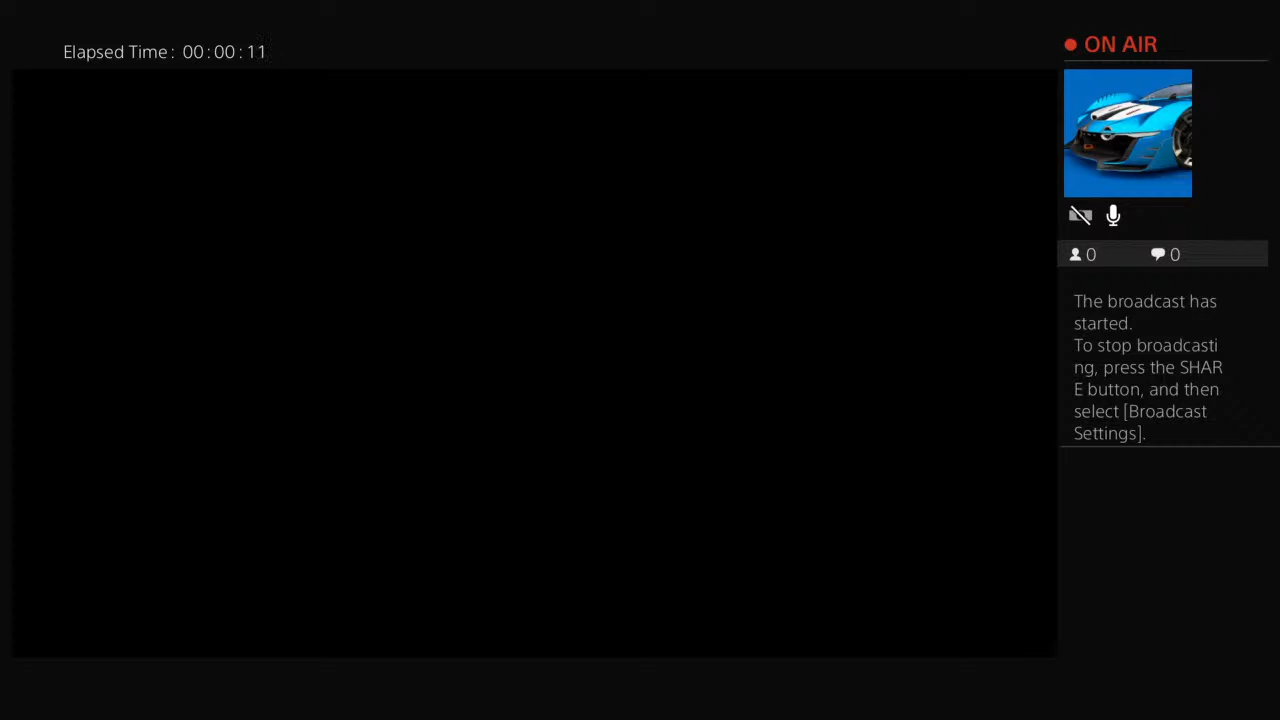 Elapsed Time: 00:00:11
ON AIR
0 0
The broadcast has
started.
To stop broadcasti
ng, press the SHAR
E button, and then
select [Broadcast
Settings].